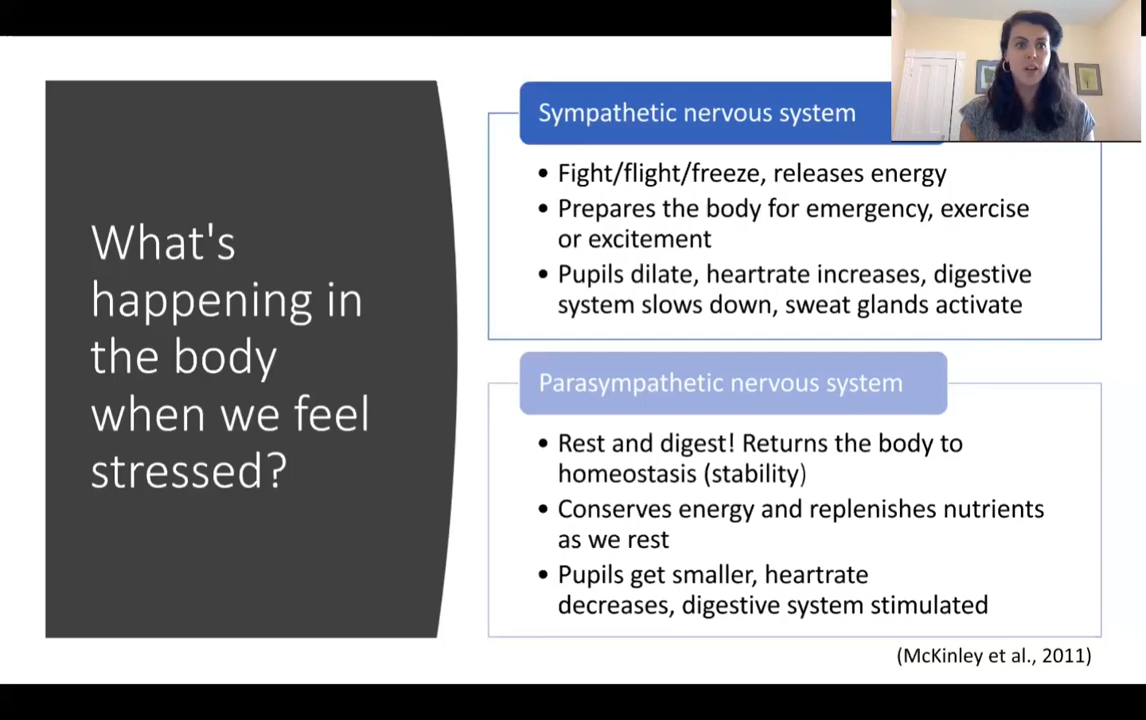 What's
happening in
the body
when we feel
stressed?
Sympathetic nervous system
• Fight/flight/freeze, releases energy
• Prepares the body for emergency, exercise
or excitement
• Pupils dilate, heartrate increases, digestive
system slows down, sweat glands activate
Parasympathetic nervous system
• Rest and digest! Returns the body to
homeostasis (stability)
• Conserves energy and replenishes nutrients
as we rest
• Pupils get smaller, heartrate
decreases, digestive system stimulated
(McKinley et al., 2011)